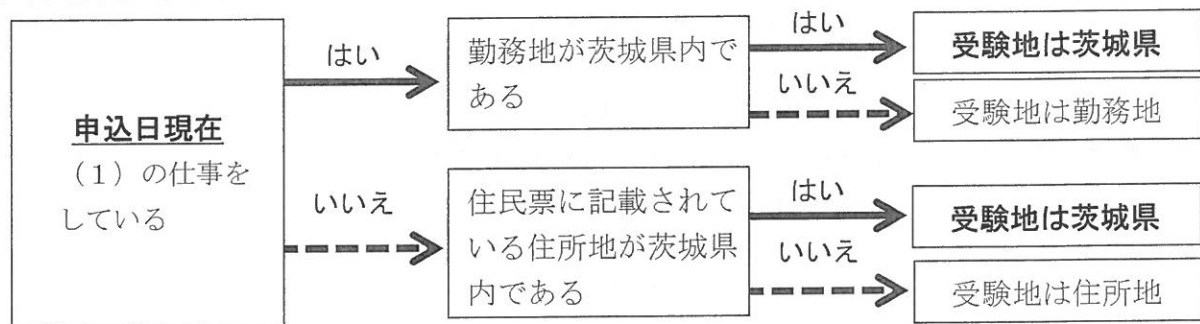 申込日現在
（１）の仕事を
している
はい
勤務地が茨城県内で
ある
はい
受験地は茨城県
いいえ
受験地は勤務地
いいえ
住民票に記載されて
いる住所地が茨城県
内である
はい
受験地は茨城県
いいえ
受験地は住所地